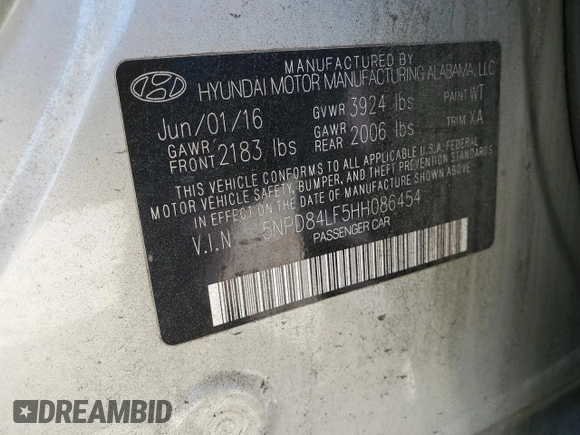 MANUFACTURED BY
HYUNDAI MOTOR MANUFACTURING ALABAMA, LLC
Jun/01/16 GVWR 3924 lbs PAINT WT
GAWR FRONT 2183 lbs GAWR REAR 2006 lbs TRIM XA
THIS VEHICLE CONFORMS TO ALL APPLICABLE U.S.A. FEDERAL
MOTOR VEHICLE SAFETY, BUMPER, AND THEFT PREVENTION STANDARDS
IN EFFECT ON THE DATE OF MANUFACTURE SHOWN ABOVE
V.I.N 5NPD84LF5HH086454
PASSENGER CAR
DREAMBID